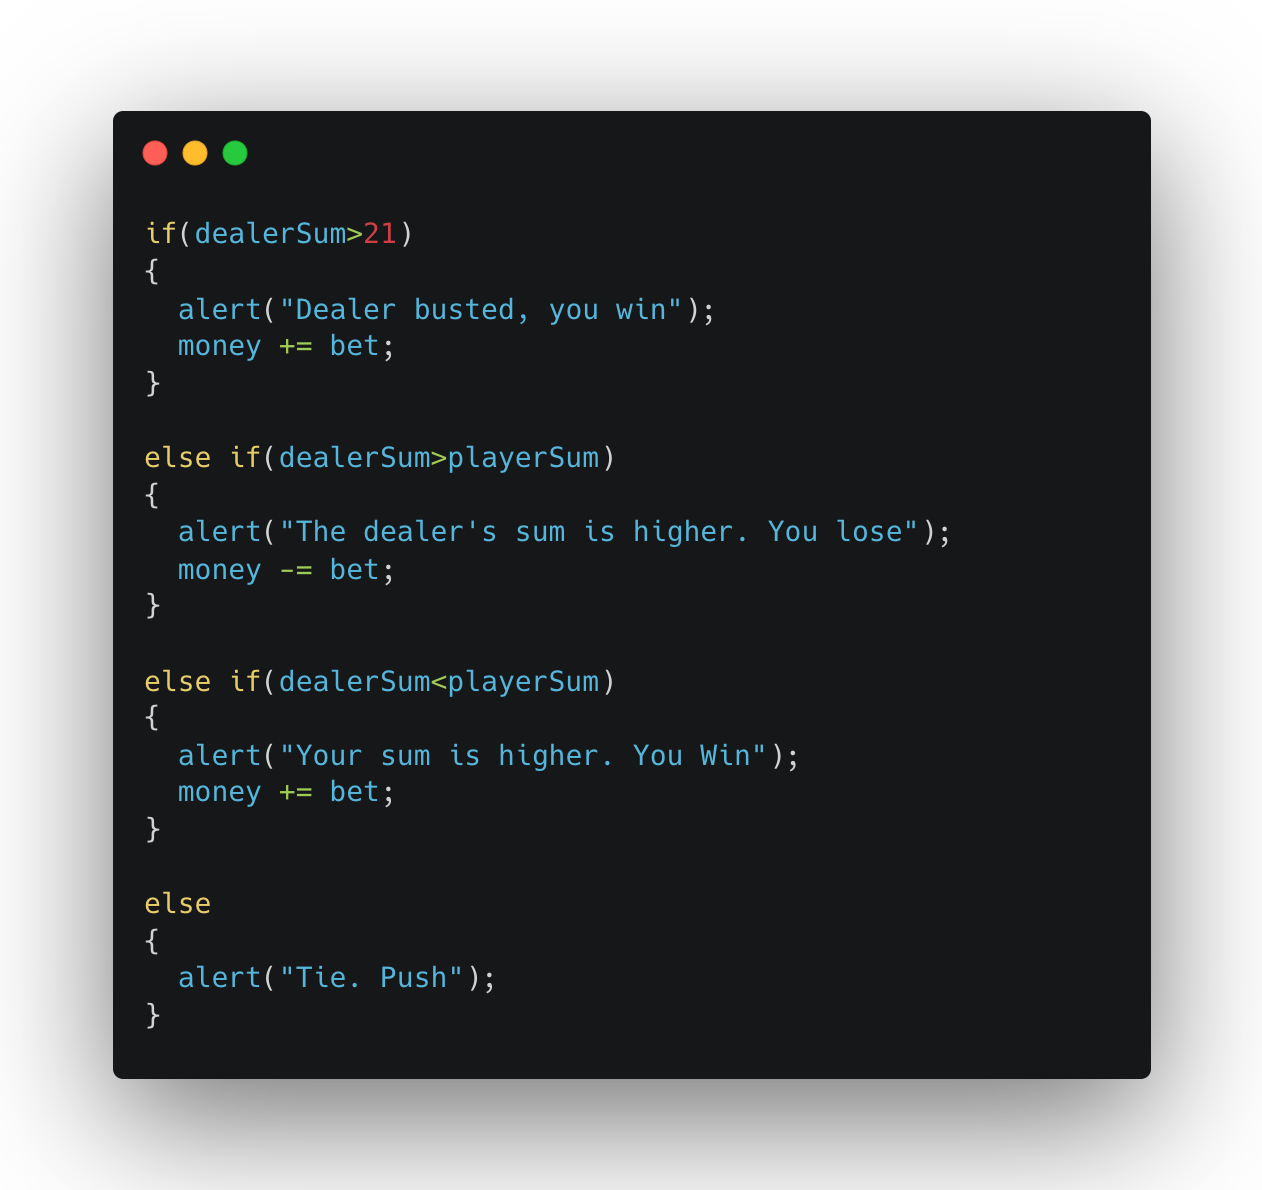 if(dealerSum>21)
{
  alert("Dealer busted, you win");
  money += bet;
}
else if(dealerSum>playerSum)
{
  alert("The dealer's sum is higher. You lose");
  money -= bet;
}
else if(dealerSum<playerSum)
{
  alert("Your sum is higher. You Win");
  money += bet;
}
else
{
  alert("Tie. Push");
}